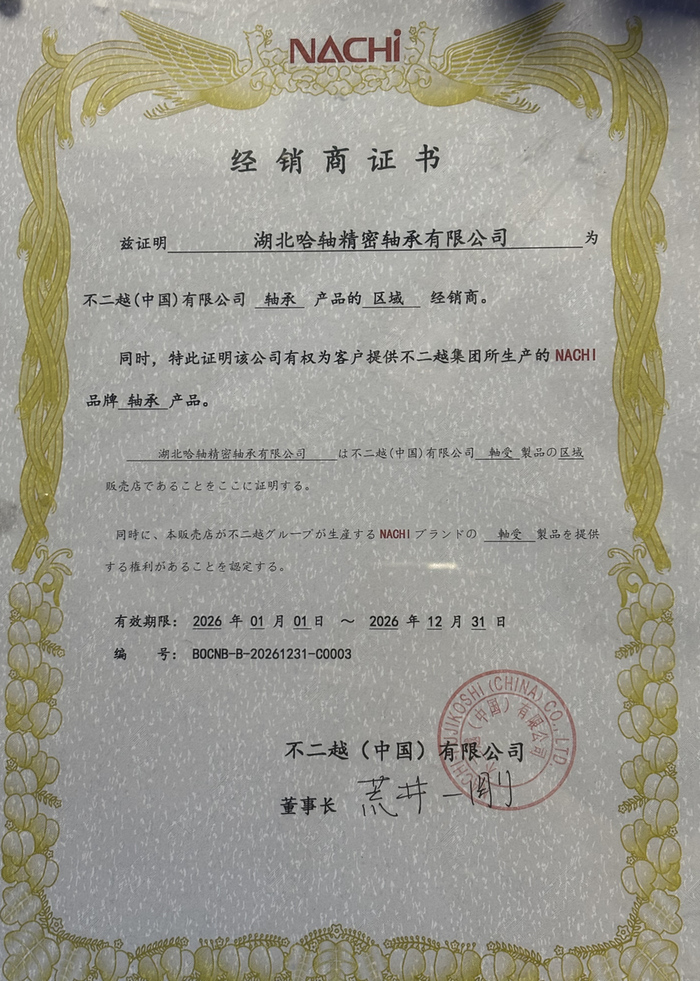 NACHi
经销商证书
兹证明 湖北哈轴精密轴承有限公司 为
不二越(中国)有限公司 轴承 产品的 区域 经销商。
同时，特此证明该公司有权为客户提供不二越集团所生产的 NACHI
品牌 轴承 产品。
湖北哈轴精密轴承有限公司 は不二越(中国)有限公司 軸受 製品の区域
販売店であることをここに証明する。
同時に、本販売店が不二越グループが生産する NACHI ブランドの 軸受 製品を提供
する権利があることを認定する。
有效期限： 2026 年 01 月 01 日 ～ 2026 年 12 月 31 日
编 号： BOCNB-B-20261231-C0003
不二越（中国）有限公司
董事长 荒井 一剛
(CHINA) CO., LTD.
(中国)有限公司